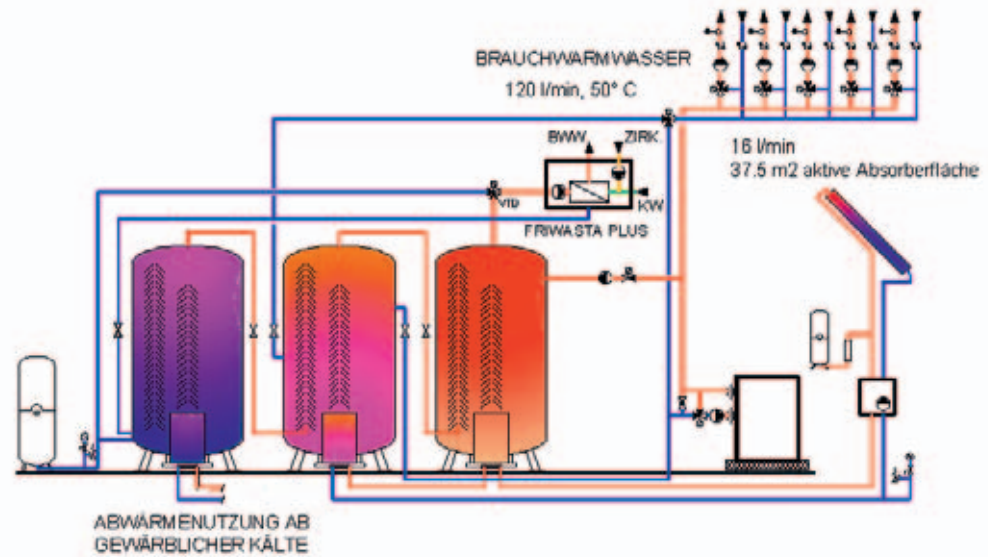 BRAUCHWARMWASSER
120 l/min, 50° C
16 l/min
37.5 m2 aktive Absorberfläche
BWW
ZIRK.
KW
FRIWASTA PLUS
ABWÄRMENUTZUNG AB
GEWÄRBLICHER KÄLTE